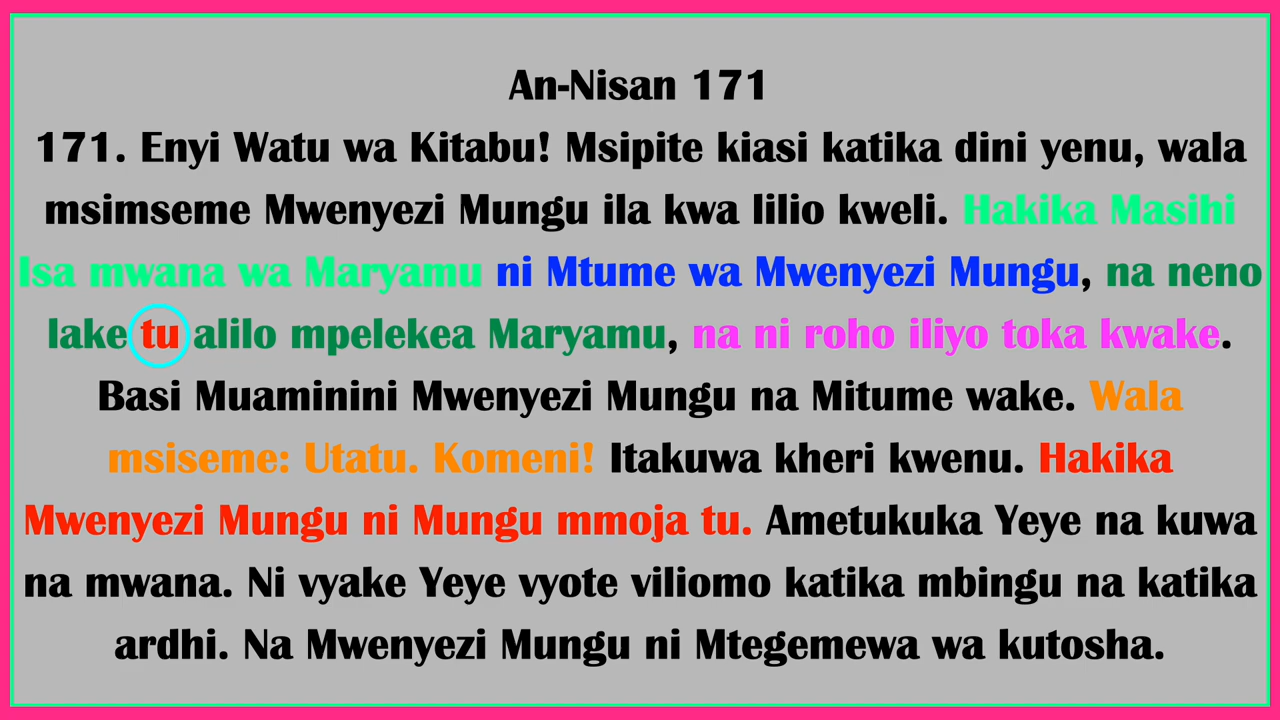 An-Nisan 171
171. Enyi Watu wa Kitabu! Msipite kiasi katika dini yenu, wala
msimseme Mwenyezi Mungu ila kwa lilio kweli. Hakika Masihi
Isa mwana wa Maryamu ni Mtume wa Mwenyezi Mungu, na neno
lake tu alilo mpelekea Maryamu, na ni roho iliyo toka kwake.
Basi Muaminini Mwenyezi Mungu na Mitume wake. Wala
msiseme: Utatu. Komeni! Itakuwa kheri kwenu. Hakika
Mwenyezi Mungu ni Mungu mmoja tu. Ametukuka Yeye na kuwa
na mwana. Ni vyake Yeye vyote viliomo katika mbingu na katika
ardhi. Na Mwenyezi Mungu ni Mtegemewa wa kutosha.